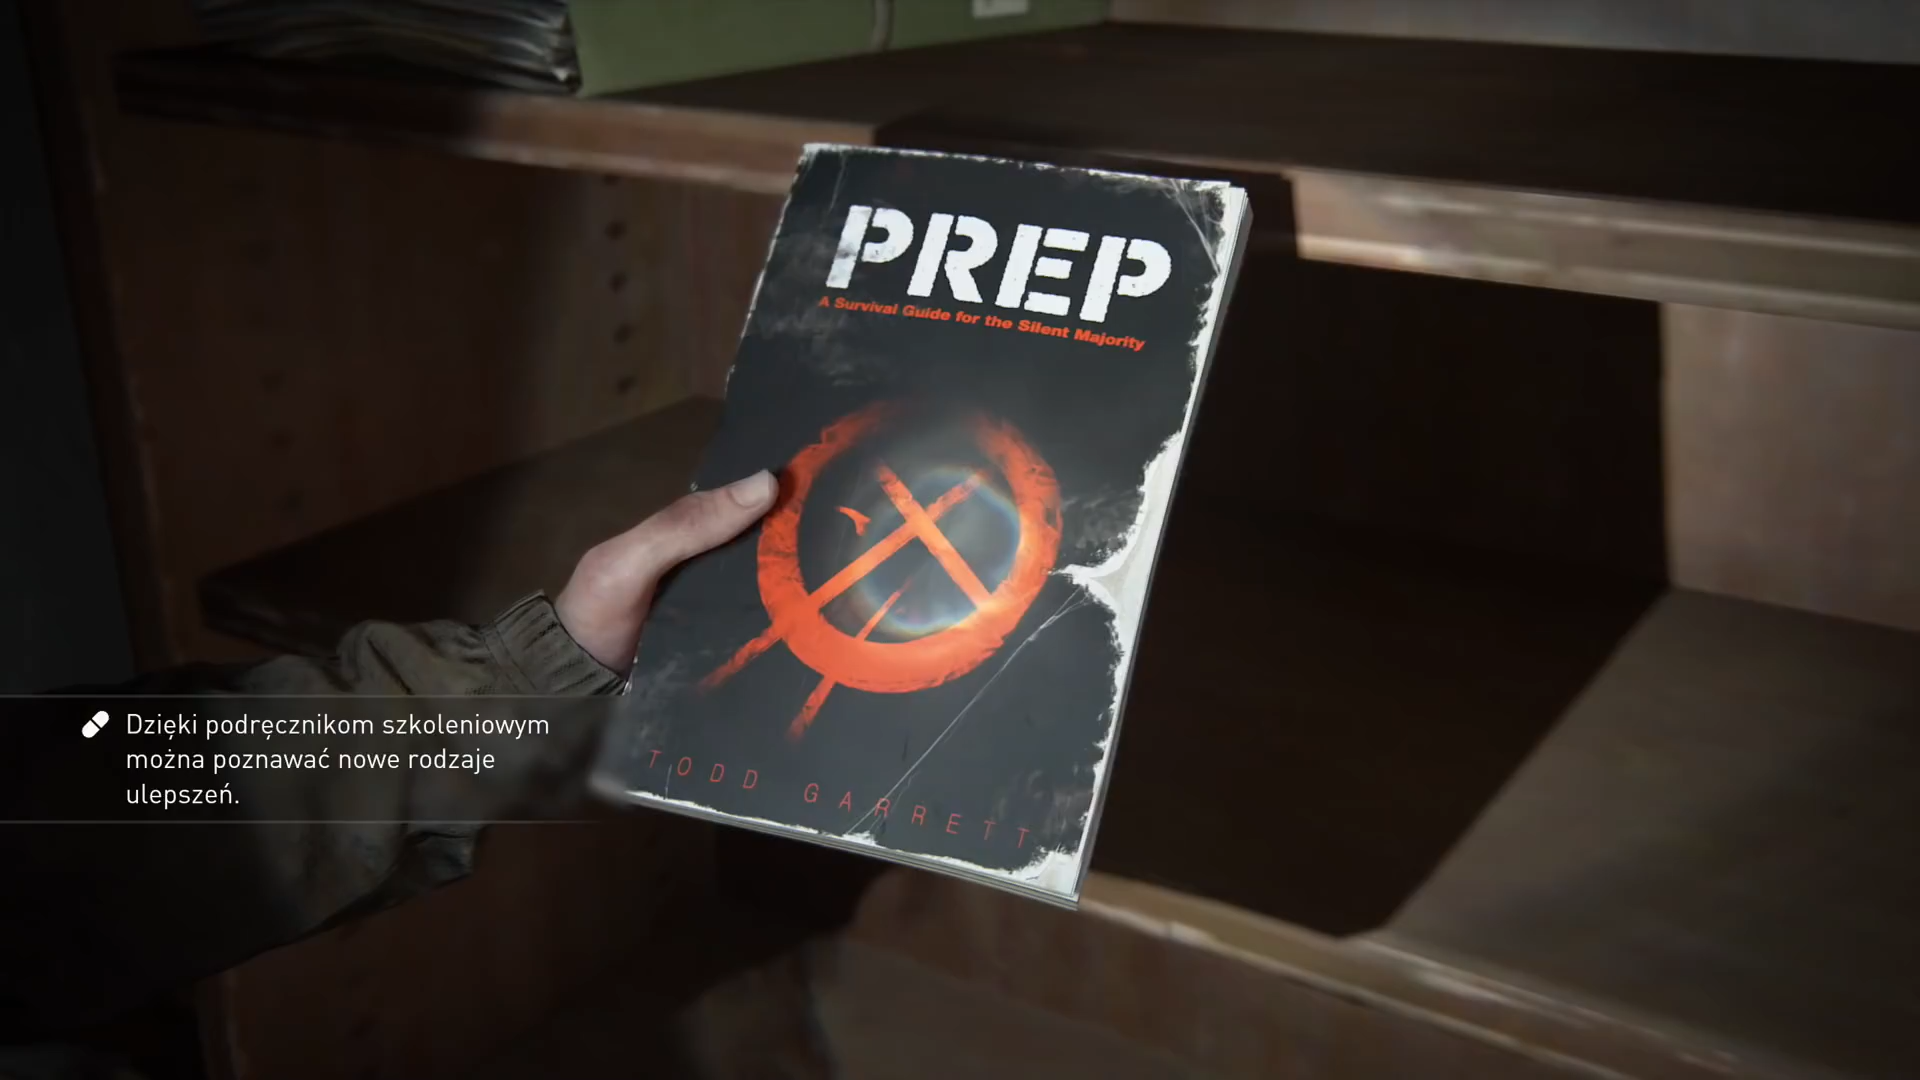 PREP
A Survival Guide for the Silent Majority
TODD GARRETT
Dzięki podręcznikom szkoleniowym
można poznawać nowe rodzaje
ulepszeń.